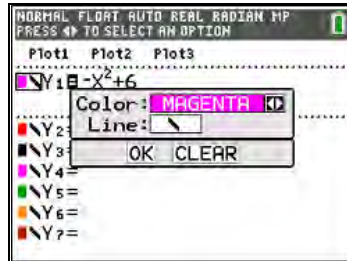 NORMAL FLOAT AUTO REAL RADIAN MP
PRESS ◄► TO SELECT AN OPTION
Plot1 Plot2 Plot3
Y1=-X²+6
Color: MAGENTA
Line:
Y2=
Y3=
OK CLEAR
Y4=
Y5=
Y6=
Y7=